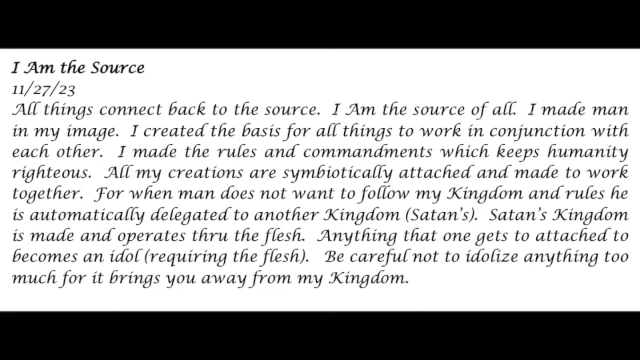 I Am the Source
11/27/23
All things connect back to the source.  I Am the source of all.  I made man
in my image.  I created the basis for all things to work in conjunction with
each other.  I made the rules and commandments which keeps humanity
righteous.  All my creations are symbiotically attached and made to work
together.  For when man does not want to follow my Kingdom and rules he
is automatically delegated to another Kingdom (Satan's).  Satan's Kingdom
is made and operates thru the flesh.  Anything that one gets to attached to
becomes an idol (requiring the flesh).   Be careful not to idolize anything too
much for it brings you away from my Kingdom.